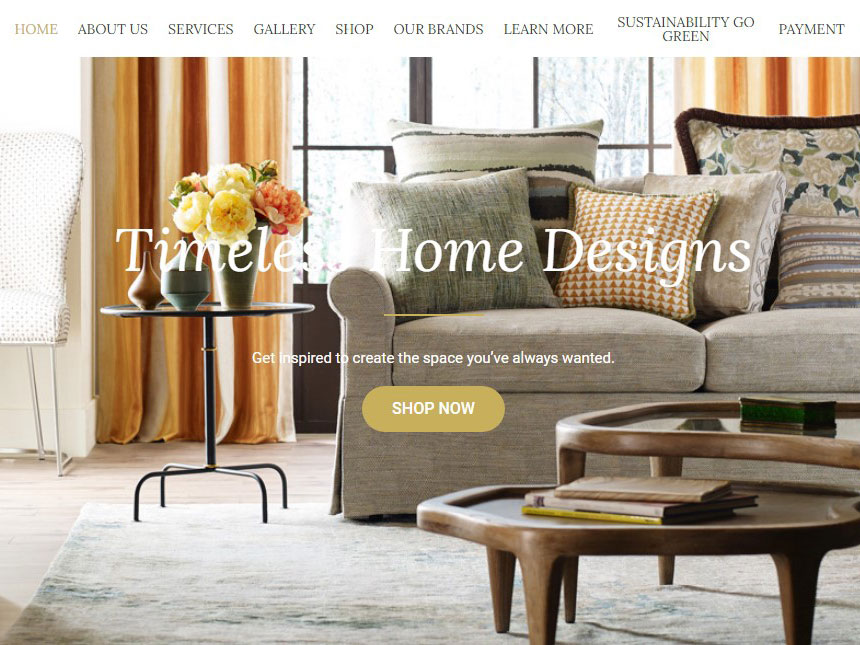 HOME ABOUT US SERVICES GALLERY SHOP OUR BRANDS LEARN MORE SUSTAINABILITY GO GREEN PAYMENT
Timeless Home Designs
Get inspired to create the space you’ve always wanted.
SHOP NOW